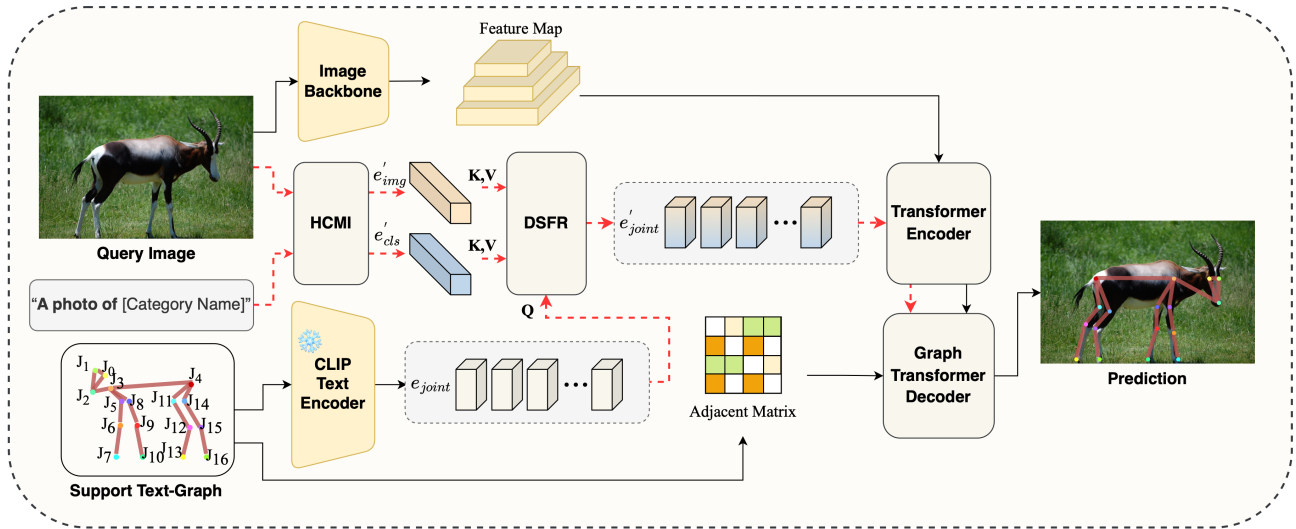 Feature Map
Image
Backbone
Query Image
HCMI
e'img
e'cls
K,V
K,V
DSFR
e'joint
Transformer
Encoder
"A photo of [Category Name]"
Q
CLIP
Text
Encoder
ejoint
Adjacent Matrix
Graph
Transformer
Decoder
Prediction
J1
J0
J3
J4
J2
J5
J8
J11
J14
J6
J9
J12
J15
J7
J10
J13
J16
Support Text-Graph